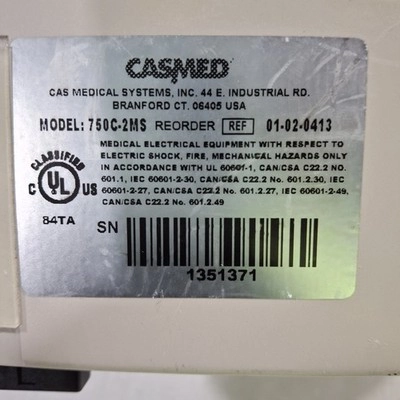 CASMED
CAS MEDICAL SYSTEMS, INC. 44 E. INDUSTRIAL RD.
BRANFORD CT. 06405 USA
MODEL: 750C-2MS REORDER REF 01-02-0413
MEDICAL ELECTRICAL EQUIPMENT WITH RESPECT TO
ELECTRIC SHOCK, FIRE, MECHANICAL HAZARDS ONLY
IN ACCORDANCE WITH UL 60601-1, CAN/CSA C22.2 No.
601.1, IEC 60601-2-30, CAN/CSA C22.2 No. 601.2.30, IEC
60601-2-27, CAN/CSA C22.2 No. 601.2.27, IEC 60601-2-49,
CAN/CSA C22.2 No. 601.2.49
CLASSIFIED
C UL US
84TA
SN
1351371